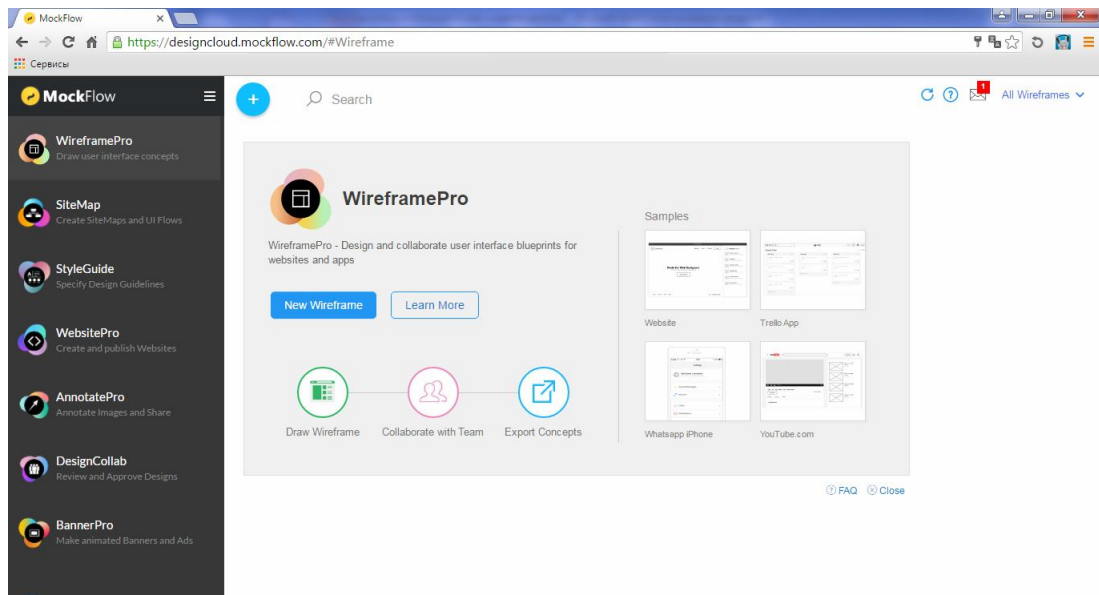 MockFlow
https://designcloud.mockflow.com/#Wireframe
Сервисы
MockFlow
Search
1
All Wireframes
WireframePro
Draw user interface concepts
SiteMap
Create SiteMaps and UI Flows
StyleGuide
Specify Design Guidelines
WebsitePro
Create and publish Websites
AnnotatePro
Annotate Images and Share
DesignCollab
Review and Approve Designs
BannerPro
Make animated Banners and Ads
WireframePro
WireframePro - Design and collaborate user interface blueprints for
websites and apps
New Wireframe
Learn More
Draw Wireframe
Collaborate with Team
Export Concepts
Samples
Website
Trello App
Whatsapp iPhone
YouTube.com
FAQ
Close